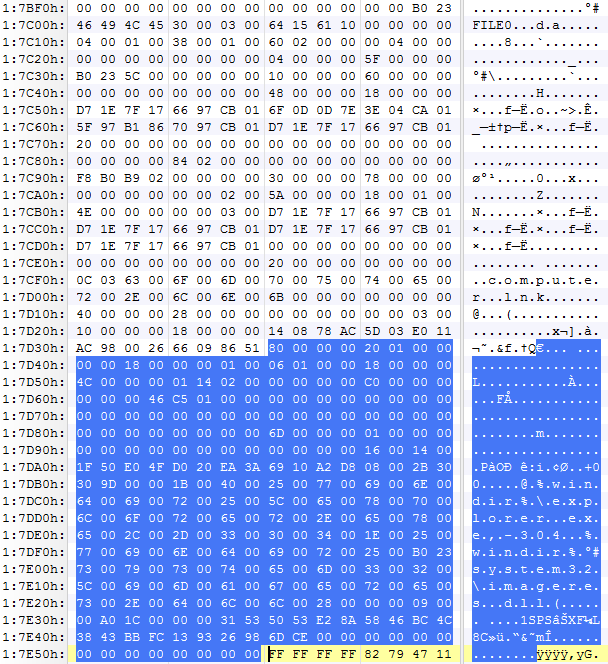 1:7BF0h: 00 00 00 00 00 00 00 00 00 00 00 00 00 00 B0 23 ..............°#
1:7C00h: 46 49 4C 45 30 00 03 00 64 15 61 10 00 00 00 00 FILE0...d.a.....
1:7C10h: 04 00 01 00 38 00 01 00 60 02 00 00 00 04 00 00 ....8...`.......
1:7C20h: 00 00 00 00 00 00 00 00 04 00 00 00 5F 00 00 00 ............_...
1:7C30h: B0 23 5C 00 00 00 00 00 10 00 00 00 60 00 00 00 °#\.........`...
1:7C40h: 00 00 00 00 00 00 00 00 48 00 00 00 18 00 00 00 ........H.......
1:7C50h: D7 1E 7F 17 66 97 CB 01 6F 0D 0D 7E 3E 04 CA 01 ×...f—Ë.o..~>.Ê.
1:7C60h: 5F 97 B1 86 70 97 CB 01 D7 1E 7F 17 66 97 CB 01 _—±†p—Ë.×...f—Ë.
1:7C70h: 20 00 00 00 00 00 00 00 00 00 00 00 00 00 00 00 ...............
1:7C80h: 00 00 00 00 84 02 00 00 00 00 00 00 00 00 00 00 ....„...........
1:7C90h: F8 B0 B9 02 00 00 00 00 30 00 00 00 78 00 00 00 ø°¹.....0...x...
1:7CA0h: 00 00 00 00 00 00 02 00 5A 00 00 00 18 00 01 00 ........Z.......
1:7CB0h: 4E 00 00 00 00 00 03 00 D7 1E 7F 17 66 97 CB 01 N.......×...f—Ë.
1:7CC0h: D7 1E 7F 17 66 97 CB 01 D7 1E 7F 17 66 97 CB 01 ×...f—Ë.×...f—Ë.
1:7CD0h: D7 1E 7F 17 66 97 CB 01 00 00 00 00 00 00 00 00 ×...f—Ë.........
1:7CE0h: 00 00 00 00 00 00 00 00 20 00 00 00 00 00 00 00 ........ .......
1:7CF0h: 0C 03 63 00 6F 00 6D 00 70 00 75 00 74 00 65 00 ..c.o.m.p.u.t.e.
1:7D00h: 72 00 2E 00 6C 00 6E 00 6B 00 00 00 00 00 00 00 r...l.n.k.......
1:7D10h: 40 00 00 00 28 00 00 00 00 00 00 00 00 00 03 00 @...(...........
1:7D20h: 10 00 00 00 18 00 00 00 14 08 78 AC 5D 03 E0 11 ..........x¬].à.
1:7D30h: AC 98 00 26 66 09 86 51 80 00 00 00 20 01 00 00 ¬˜.&f.†Q€... ...
1:7D40h: 00 00 18 00 00 00 01 00 06 01 00 00 18 00 00 00 ................
1:7D50h: 4C 00 00 00 01 14 02 00 00 00 00 00 C0 00 00 00 L...........À...
1:7D60h: 00 00 00 46 C5 01 00 00 00 00 00 00 00 00 00 00 ...FÅ...........
1:7D70h: 00 00 00 00 00 00 00 00 00 00 00 00 00 00 00 00 ................
1:7D80h: 00 00 00 00 00 00 00 00 6D 00 00 00 01 00 00 00 ........m.......
1:7D90h: 00 00 00 00 00 00 00 00 00 00 00 00 16 00 14 00 ................
1:7DA0h: 1F 50 E0 4F D0 20 EA 3A 69 10 A2 D8 08 00 2B 30 .PàOÐ ê:i.¢Ø..+0
1:7DB0h: 30 9D 00 00 1B 00 40 00 25 00 77 00 69 00 6E 00 0.....@.%.w.i.n.
1:7DC0h: 64 00 69 00 72 00 25 00 5C 00 65 00 78 00 70 00 d.i.r.%.\.e.x.p.
1:7DD0h: 6C 00 6F 00 72 00 65 00 72 00 2E 00 65 00 78 00 l.o.r.e.r...e.x.
1:7DE0h: 65 00 2C 00 2D 00 33 00 30 00 34 00 1E 00 25 00 e.,.-.3.0.4...%.
1:7DF0h: 77 00 69 00 6E 00 64 00 69 00 72 00 25 00 B0 23 w.i.n.d.i.r.%.°#
1:7E00h: 73 00 79 00 73 00 74 00 65 00 6D 00 33 00 32 00 s.y.s.t.e.m.3.2.
1:7E10h: 5C 00 69 00 6D 00 61 00 67 00 65 00 72 00 65 00 \.i.m.a.g.e.r.e.
1:7E20h: 73 00 2E 00 64 00 6C 00 6C 00 28 00 00 00 09 00 s...d.l.l.(.....
1:7E30h: 00 A0 1C 00 00 00 31 53 50 53 E2 8A 58 46 BC 4C . ....1SPSâŠXF¼L
1:7E40h: 38 43 BB FC 13 93 26 98 6D CE 00 00 00 00 00 00 8C»ü.“&˜mÎ......
1:7E50h: 00 00 00 00 00 00 00 00 FF FF FF FF 82 79 47 11 ........ÿÿÿÿ‚yG.